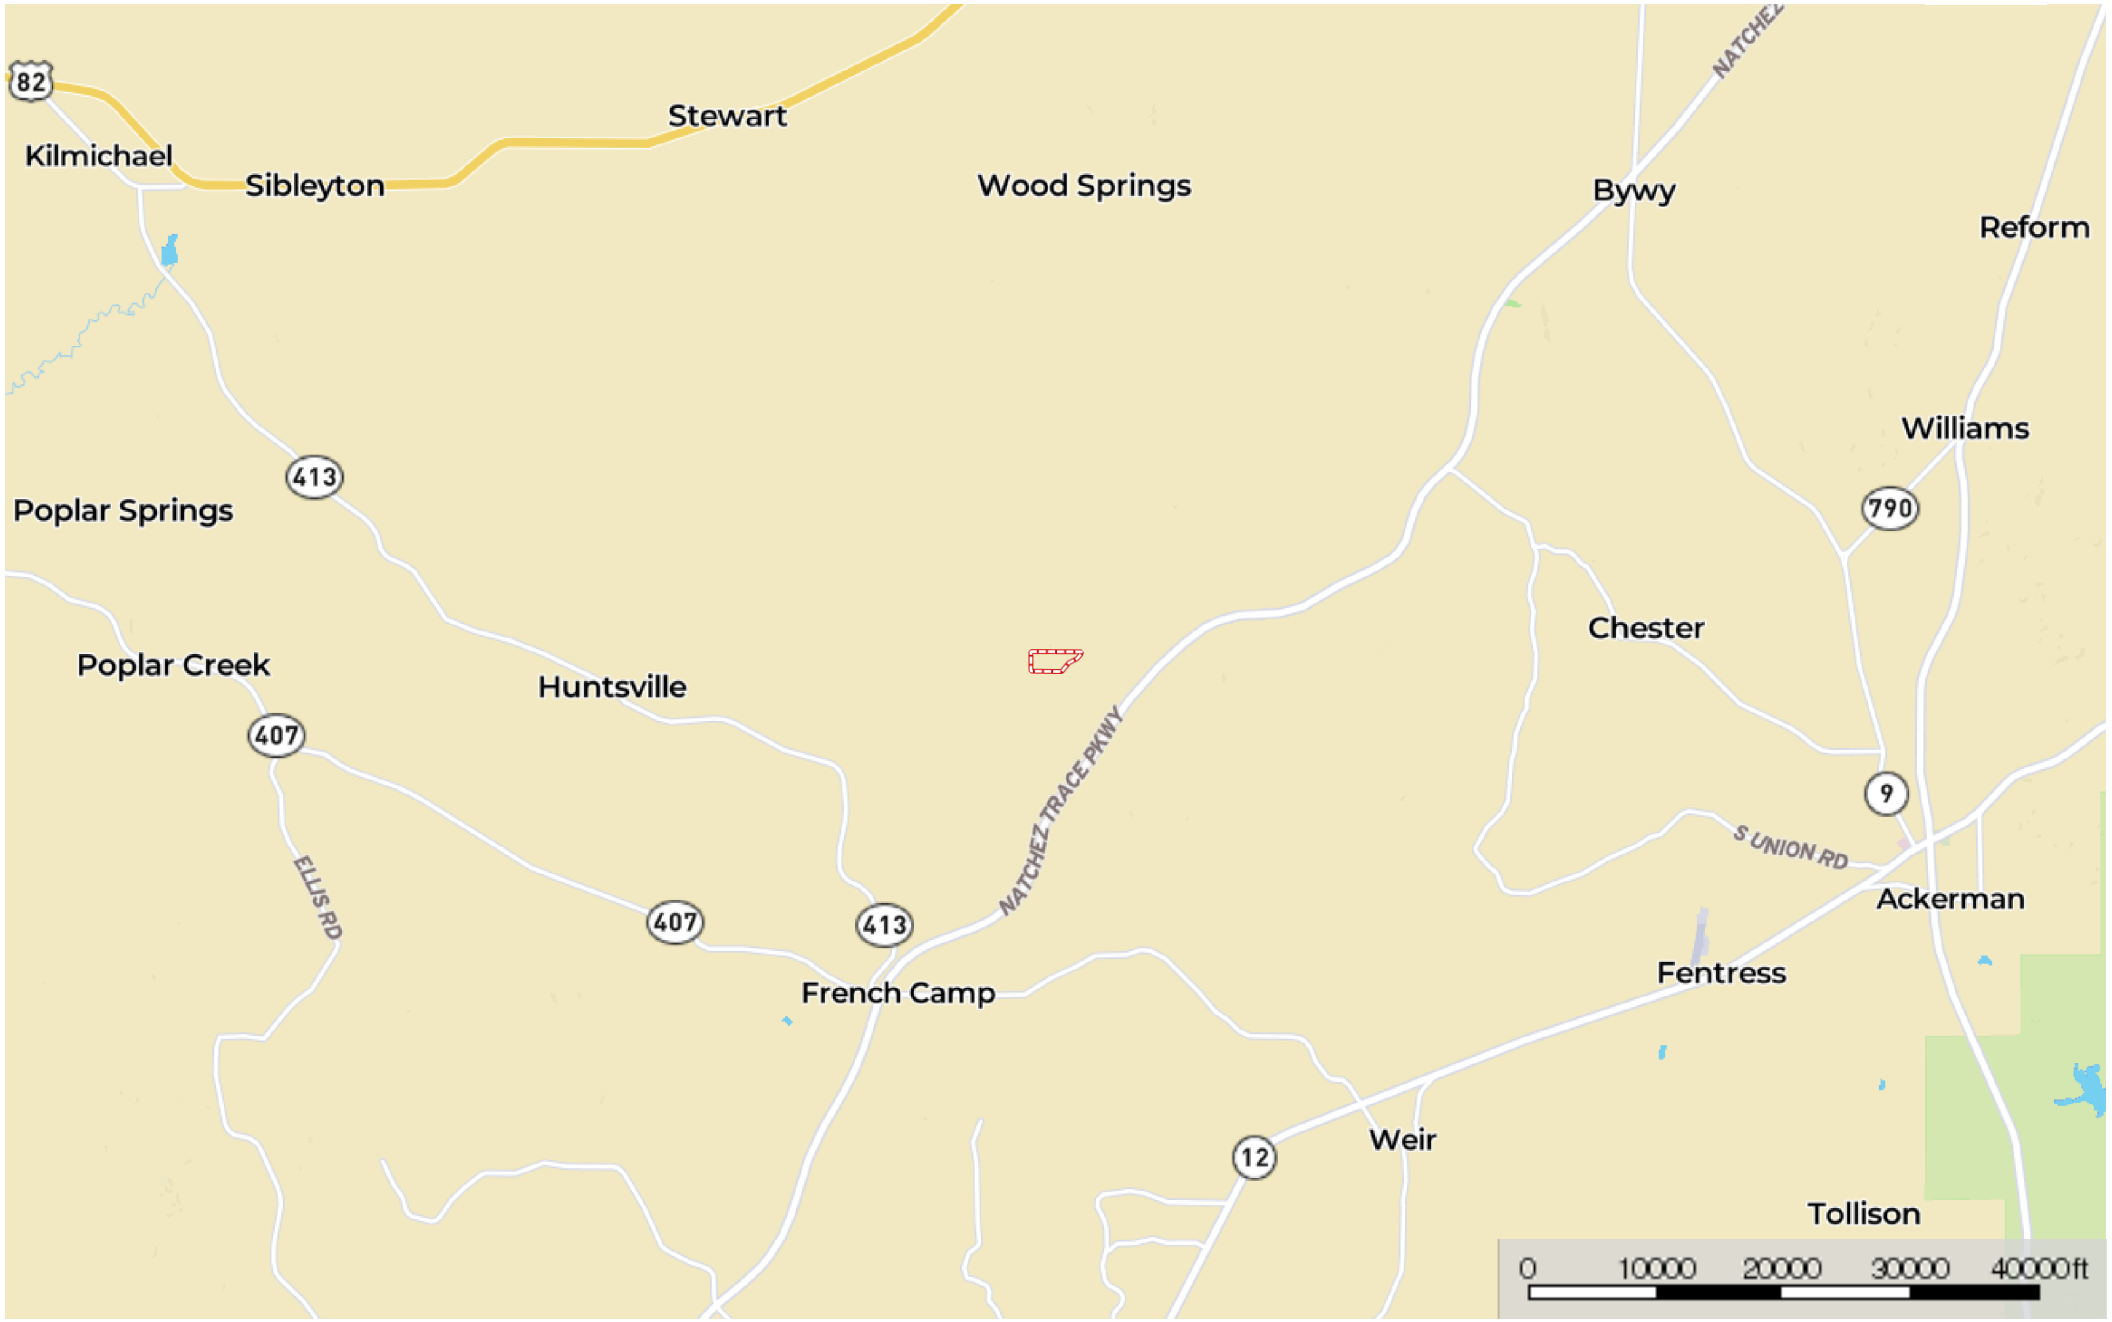 NATCHEZ
82
Stewart
Kilmichael
Sibleyton
Wood Springs
Bywy
Reform
Williams
413
790
Poplar Springs
Chester
Poplar Creek
Huntsville
407
NATCHEZ TRACE PKWY
9
S UNION RD
ELLIS RD
Ackerman
407
413
Fentress
French Camp
Weir
12
Tollison
0 10000 20000 30000 40000 ft